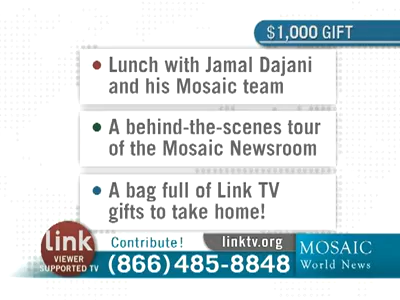 $1,000 GIFT
Lunch with Jamal Dajani
and his Mosaic team
A behind-the-scenes tour
of the Mosaic Newsroom
A bag full of Link TV
gifts to take home!
link
VIEWER
SUPPORTED TV
Contribute!
linktv.org
(866)485-8848
MOSAIC
World News